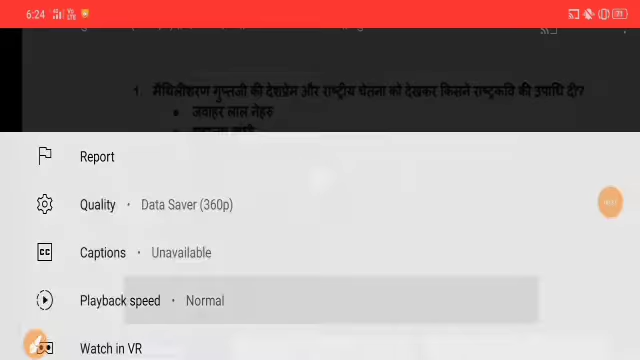 6:24
1. मैथिलीशरण गुप्तजी की देशप्रेम और राष्ट्रीय चेतना को देखकर किसने राष्ट्रकवि की उपाधि दी?
• जवाहर लाल नेहरु
Report
Quality • Data Saver (360p)
Captions • Unavailable
Playback speed • Normal
Watch in VR